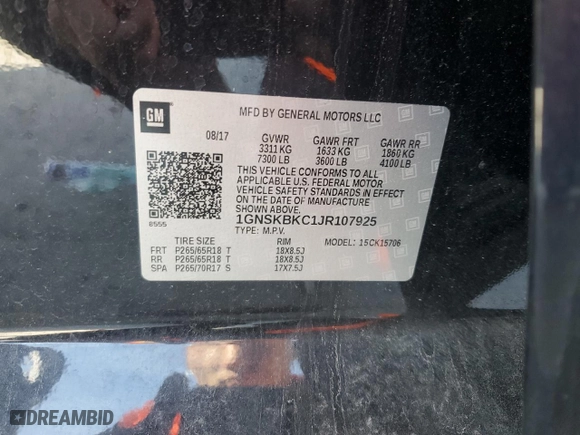 GM
MFD BY GENERAL MOTORS LLC
08/17 GVWR GAWR FRT GAWR RR
3311 KG 1633 KG 1860 KG
7300 LB 3600 LB 4100 LB
THIS VEHICLE CONFORMS TO ALL
APPLICABLE U.S. FEDERAL MOTOR
VEHICLE SAFETY STANDARDS IN EFFECT
ON THE DATE OF MANUFACTURE
SHOWN ABOVE.
8555 1GNSKBKC1JR107925
TYPE: M.P.V.
TIRE SIZE RIM MODEL: 15CK15706
FRT P265/65R18 T 18X8.5J
RR P265/65R18 T 18X8.5J
SPA P265/70R17 S 17X7.5J
DREAMBID